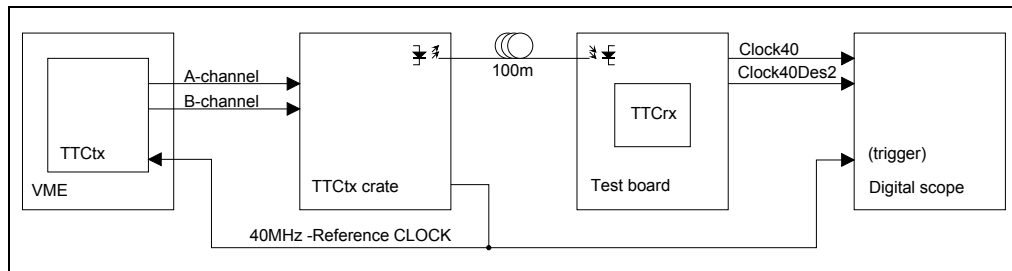 A-channel
B-channel
TTCtx
VME
TTCtx crate
100m
TTCrx
Test board
Clock40
Clock40Des2
(trigger)
Digital scope
40MHz -Reference CLOCK